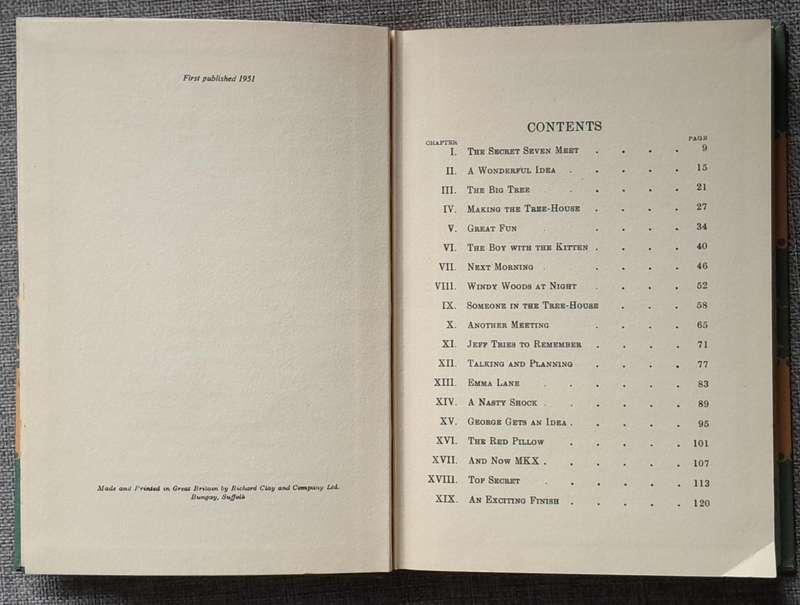 First published 1951
Made and Printed in Great Britain by Richard Clay and Company Ltd.
Bungay, Suffolk
CONTENTS
CHAPTER PAGE
I. The Secret Seven Meet . . . . 9
II. A Wonderful Idea . . . . . 15
III. The Big Tree . . . . . 21
IV. Making the Tree-House . . . . 27
V. Great Fun . . . . . 34
VI. The Boy with the Kitten . . . . 40
VII. Next Morning . . . . . 46
VIII. Windy Woods at Night . . . . 52
IX. Someone in the Tree-House . . . 58
X. Another Meeting . . . . 65
XI. Jeff Tries to Remember . . . . 71
XII. Talking and Planning . . . . 77
XIII. Emma Lane . . . . . . 83
XIV. A Nasty Shock . . . . . . 89
XV. George Gets an Idea . . . . . 95
XVI. The Red Pillow . . . . . 101
XVII. And Now MKX . . . . . . 107
XVIII. Top Secret . . . . . . 113
XIX. An Exciting Finish . . . . . 120